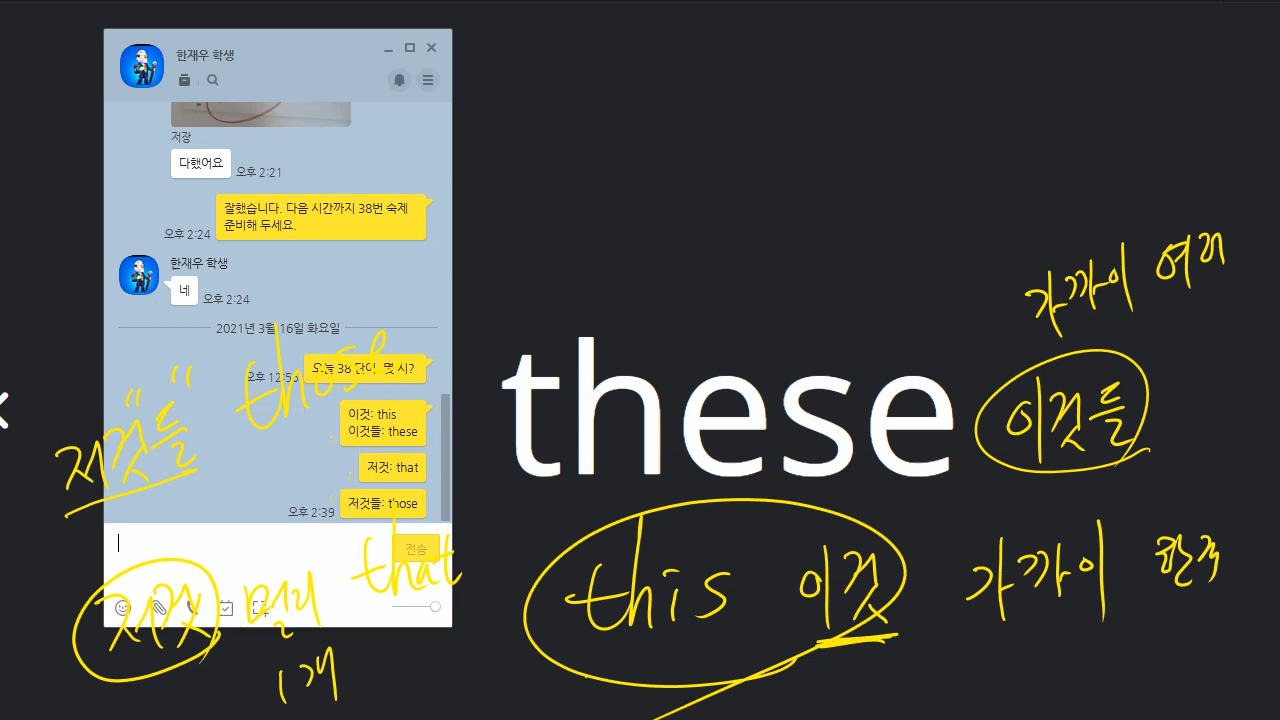 한재우 학생
저장
다했어요
오후 2:21
잘했습니다. 다음 시간까지 38번 숙제
준비해 두세요.
오후 2:24
한재우 학생
네
오후 2:24
2021년 3월 16일 화요일
오늘 38 단어 몇 시?
이것: this
이것들: these
저것: that
저것들: those
오후 2:39
전송
those
"저것들"
that
저것 멀리
1개
these
가까이 여러
이것들
this 이것 가까이